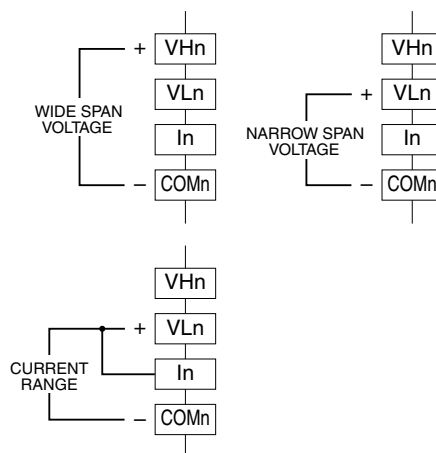 + VHn
VLn
WIDE SPAN
VOLTAGE
In
− COMn
VHn
+ VLn
In
NARROW SPAN
VOLTAGE
− COMn
VHn
+ VLn
In
CURRENT
RANGE
− COMn